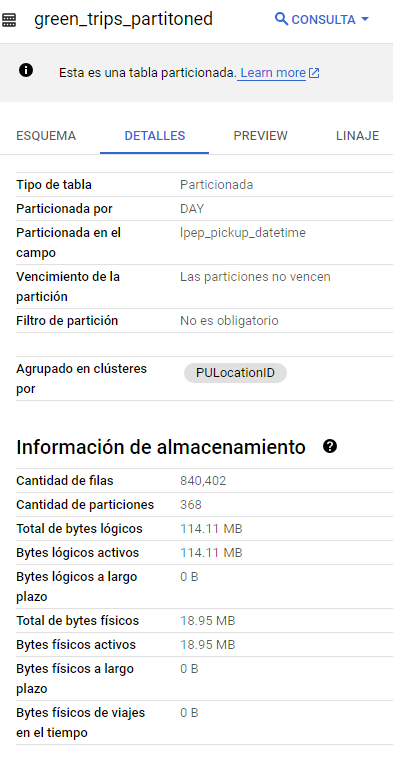 green_trips_partitoned
CONSULTA
Esta es una tabla particionada. Learn more
ESQUEMA DETALLES PREVIEW LINAJE
Tipo de tabla Particionada
Particionada por DAY
Particionada en el lpep_pickup_datetime
campo
Vencimiento de la Las particiones no vencen
partición
Filtro de partición No es obligatorio
Agrupado en clústeres PULocationID
por
Información de almacenamiento
Cantidad de filas 840,402
Cantidad de particiones 368
Total de bytes lógicos 114.11 MB
Bytes lógicos activos 114.11 MB
Bytes lógicos a largo 0 B
plazo
Total de bytes físicos 18.95 MB
Bytes físicos activos 18.95 MB
Bytes físicos a largo 0 B
plazo
Bytes físicos de viajes 0 B
en el tiempo